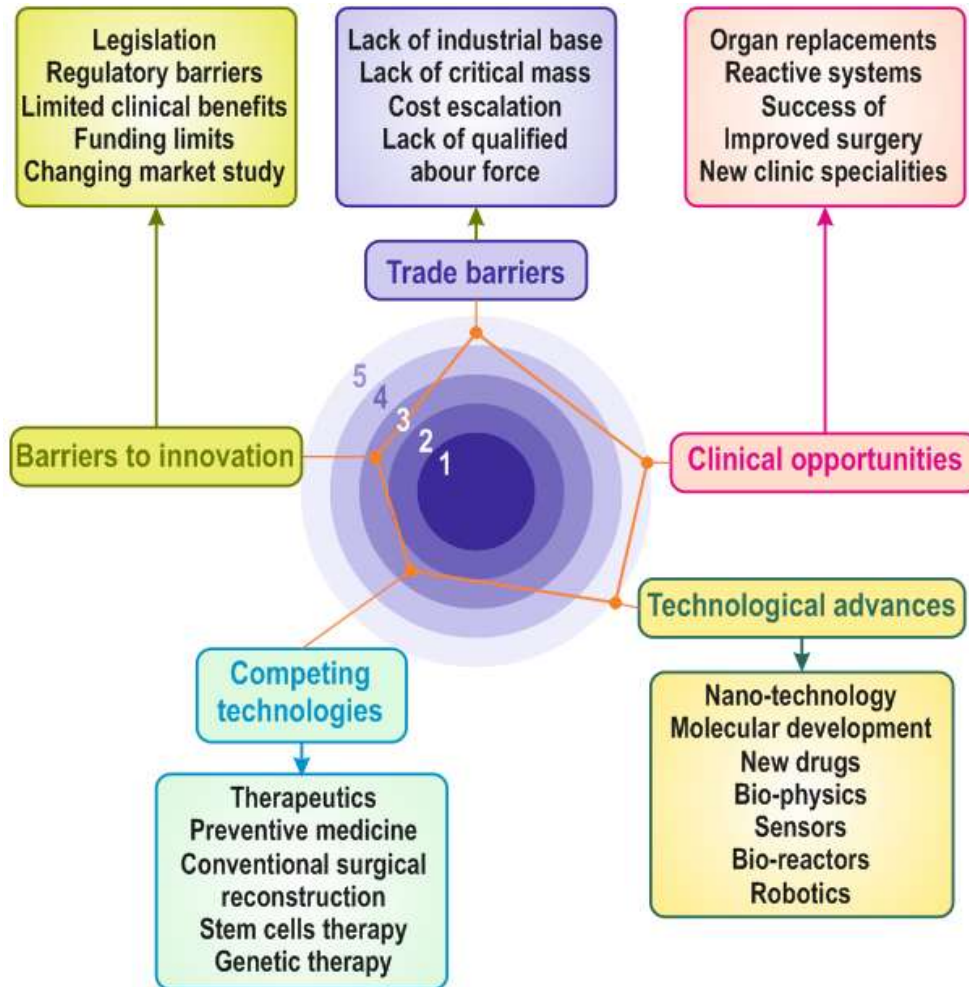 Legislation
Regulatory barriers
Limited clinical benefits
Funding limits
Changing market study
Lack of industrial base
Lack of critical mass
Cost escalation
Lack of qualified
abour force
Organ replacements
Reactive systems
Success of
Improved surgery
New clinic specialities
Trade barriers
5
4
3
2
1
Barriers to innovation
Clinical opportunities
Technological advances
Competing
technologies
Nano-technology
Molecular development
New drugs
Bio-physics
Sensors
Bio-reactors
Robotics
Therapeutics
Preventive medicine
Conventional surgical
reconstruction
Stem cells therapy
Genetic therapy